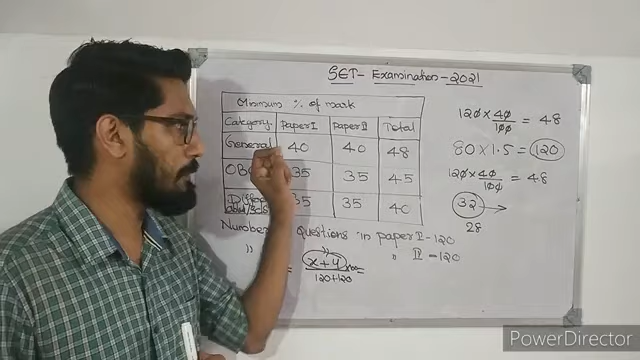 SET - Examination - 2021
Minimum % of mark
Category Paper I Paper II Total
General 40 40 48
OBC 35 35 45
35 35 40
Number questions in paper I - 120
" " II = 120
= x+y
120+120
120 × 40
100 = 48
80 × 1.5 = 120
120 × 40
100 = 48
32 →
28
PowerDirector